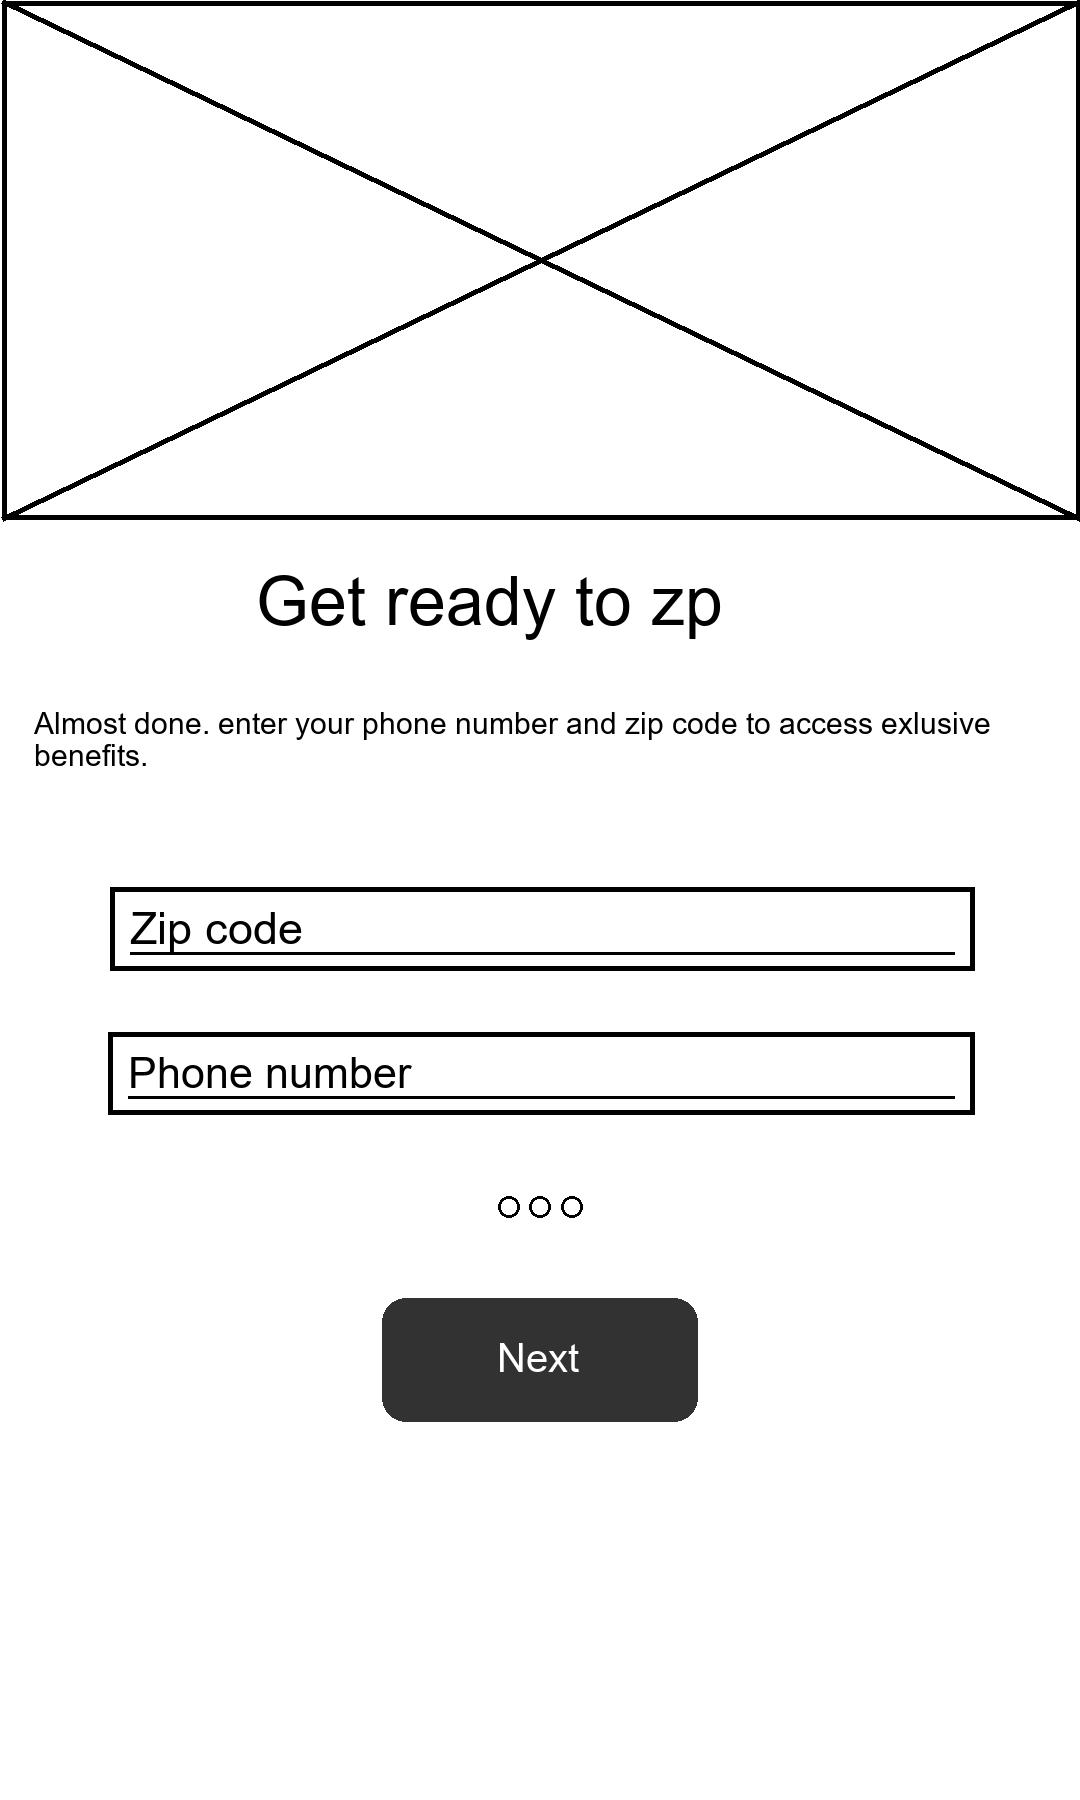 Get ready to zp
Almost done. enter your phone number and zip code to access exlusive
benefits.
Zip code
Phone number
Next